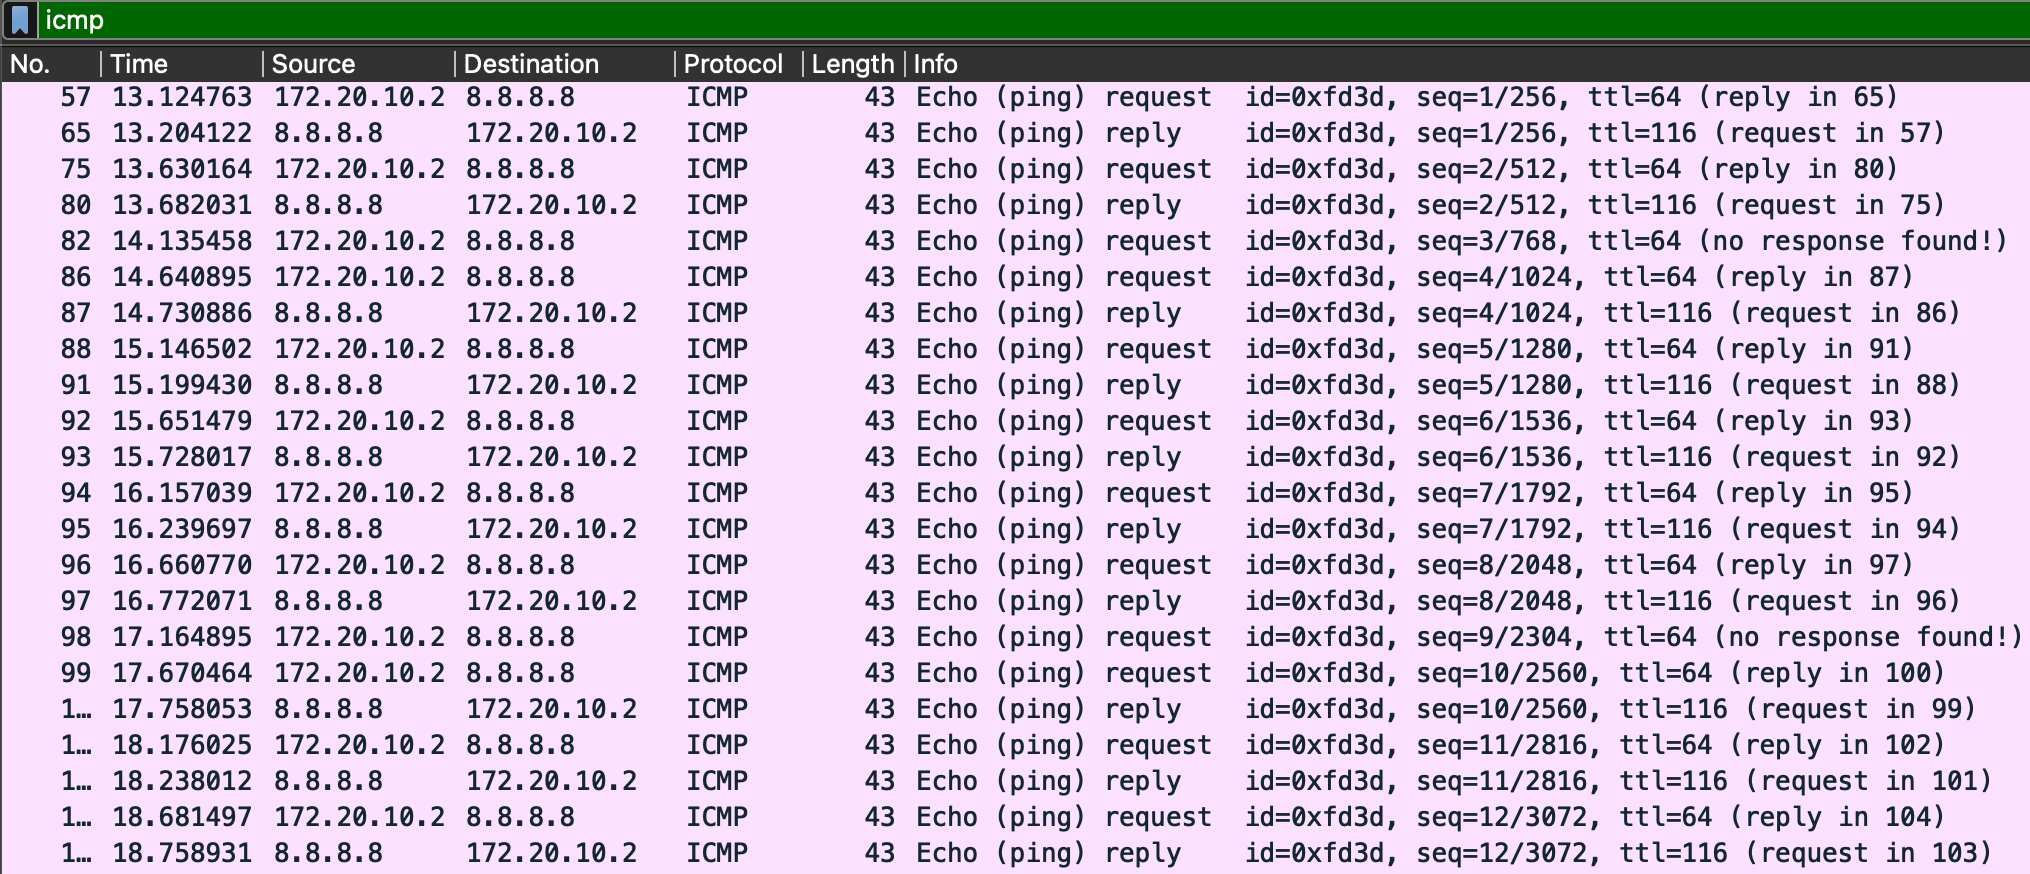 icmp
No. Time Source Destination Protocol Length Info
57 13.124763 172.20.10.2 8.8.8.8 ICMP 43 Echo (ping) request id=0xfd3d, seq=1/256, ttl=64 (reply in 65)
65 13.204122 8.8.8.8 172.20.10.2 ICMP 43 Echo (ping) reply id=0xfd3d, seq=1/256, ttl=116 (request in 57)
75 13.630164 172.20.10.2 8.8.8.8 ICMP 43 Echo (ping) request id=0xfd3d, seq=2/512, ttl=64 (reply in 80)
80 13.682031 8.8.8.8 172.20.10.2 ICMP 43 Echo (ping) reply id=0xfd3d, seq=2/512, ttl=116 (request in 75)
82 14.135458 172.20.10.2 8.8.8.8 ICMP 43 Echo (ping) request id=0xfd3d, seq=3/768, ttl=64 (no response found!)
86 14.640895 172.20.10.2 8.8.8.8 ICMP 43 Echo (ping) request id=0xfd3d, seq=4/1024, ttl=64 (reply in 87)
87 14.730886 8.8.8.8 172.20.10.2 ICMP 43 Echo (ping) reply id=0xfd3d, seq=4/1024, ttl=116 (request in 86)
88 15.146502 172.20.10.2 8.8.8.8 ICMP 43 Echo (ping) request id=0xfd3d, seq=5/1280, ttl=64 (reply in 91)
91 15.199430 8.8.8.8 172.20.10.2 ICMP 43 Echo (ping) reply id=0xfd3d, seq=5/1280, ttl=116 (request in 88)
92 15.651479 172.20.10.2 8.8.8.8 ICMP 43 Echo (ping) request id=0xfd3d, seq=6/1536, ttl=64 (reply in 93)
93 15.728017 8.8.8.8 172.20.10.2 ICMP 43 Echo (ping) reply id=0xfd3d, seq=6/1536, ttl=116 (request in 92)
94 16.157039 172.20.10.2 8.8.8.8 ICMP 43 Echo (ping) request id=0xfd3d, seq=7/1792, ttl=64 (reply in 95)
95 16.239697 8.8.8.8 172.20.10.2 ICMP 43 Echo (ping) reply id=0xfd3d, seq=7/1792, ttl=116 (request in 94)
96 16.660770 172.20.10.2 8.8.8.8 ICMP 43 Echo (ping) request id=0xfd3d, seq=8/2048, ttl=64 (reply in 97)
97 16.772071 8.8.8.8 172.20.10.2 ICMP 43 Echo (ping) reply id=0xfd3d, seq=8/2048, ttl=116 (request in 96)
98 17.164895 172.20.10.2 8.8.8.8 ICMP 43 Echo (ping) request id=0xfd3d, seq=9/2304, ttl=64 (no response found!)
99 17.670464 172.20.10.2 8.8.8.8 ICMP 43 Echo (ping) request id=0xfd3d, seq=10/2560, ttl=64 (reply in 100)
1… 17.758053 8.8.8.8 172.20.10.2 ICMP 43 Echo (ping) reply id=0xfd3d, seq=10/2560, ttl=116 (request in 99)
1… 18.176025 172.20.10.2 8.8.8.8 ICMP 43 Echo (ping) request id=0xfd3d, seq=11/2816, ttl=64 (reply in 102)
1… 18.238012 8.8.8.8 172.20.10.2 ICMP 43 Echo (ping) reply id=0xfd3d, seq=11/2816, ttl=116 (request in 101)
1… 18.681497 172.20.10.2 8.8.8.8 ICMP 43 Echo (ping) request id=0xfd3d, seq=12/3072, ttl=64 (reply in 104)
1… 18.758931 8.8.8.8 172.20.10.2 ICMP 43 Echo (ping) reply id=0xfd3d, seq=12/3072, ttl=116 (request in 103)